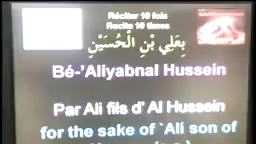 Réciter 10 fois
Recite 10 times
بِعَلِيِّ بْنِ الْحُسَيْنِ
Bé-'Aliyabnal Hussein
Par Ali fils d' Al Hussein
for the sake of `Ali son of